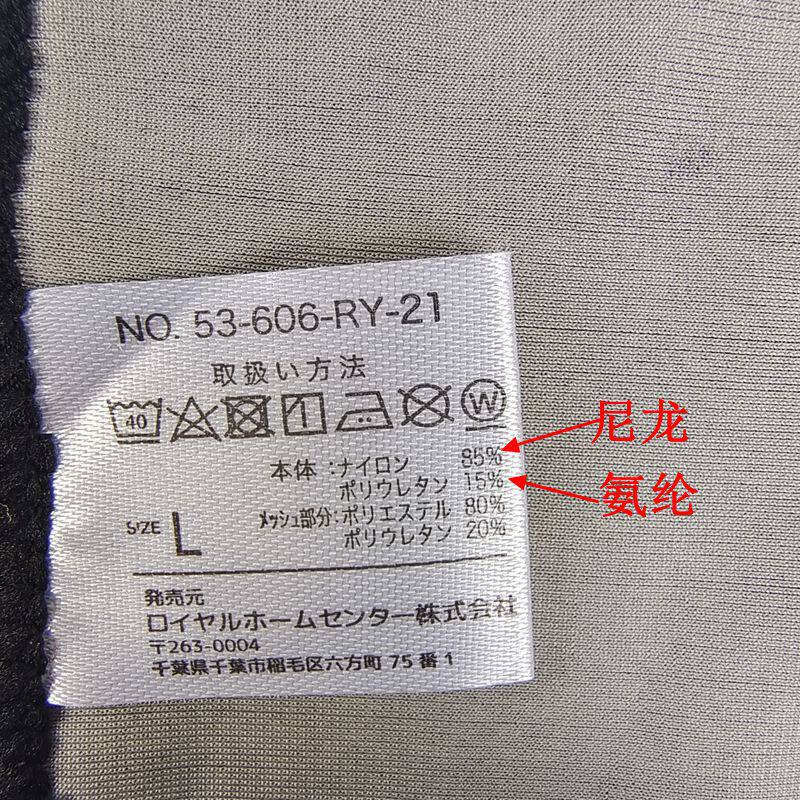 NO. 53-606-RY-21
取扱い方法
40 W
本体:ナイロン 85%
ポリウレタン 15%
メッシュ部分:ポリエステル 80%
ポリウレタン 20%
SIZE L
発売元
ロイヤルホームセンター株式会社
〒263-0004
千葉県千葉市稲毛区六方町 75 番 1
尼龙
氨纶